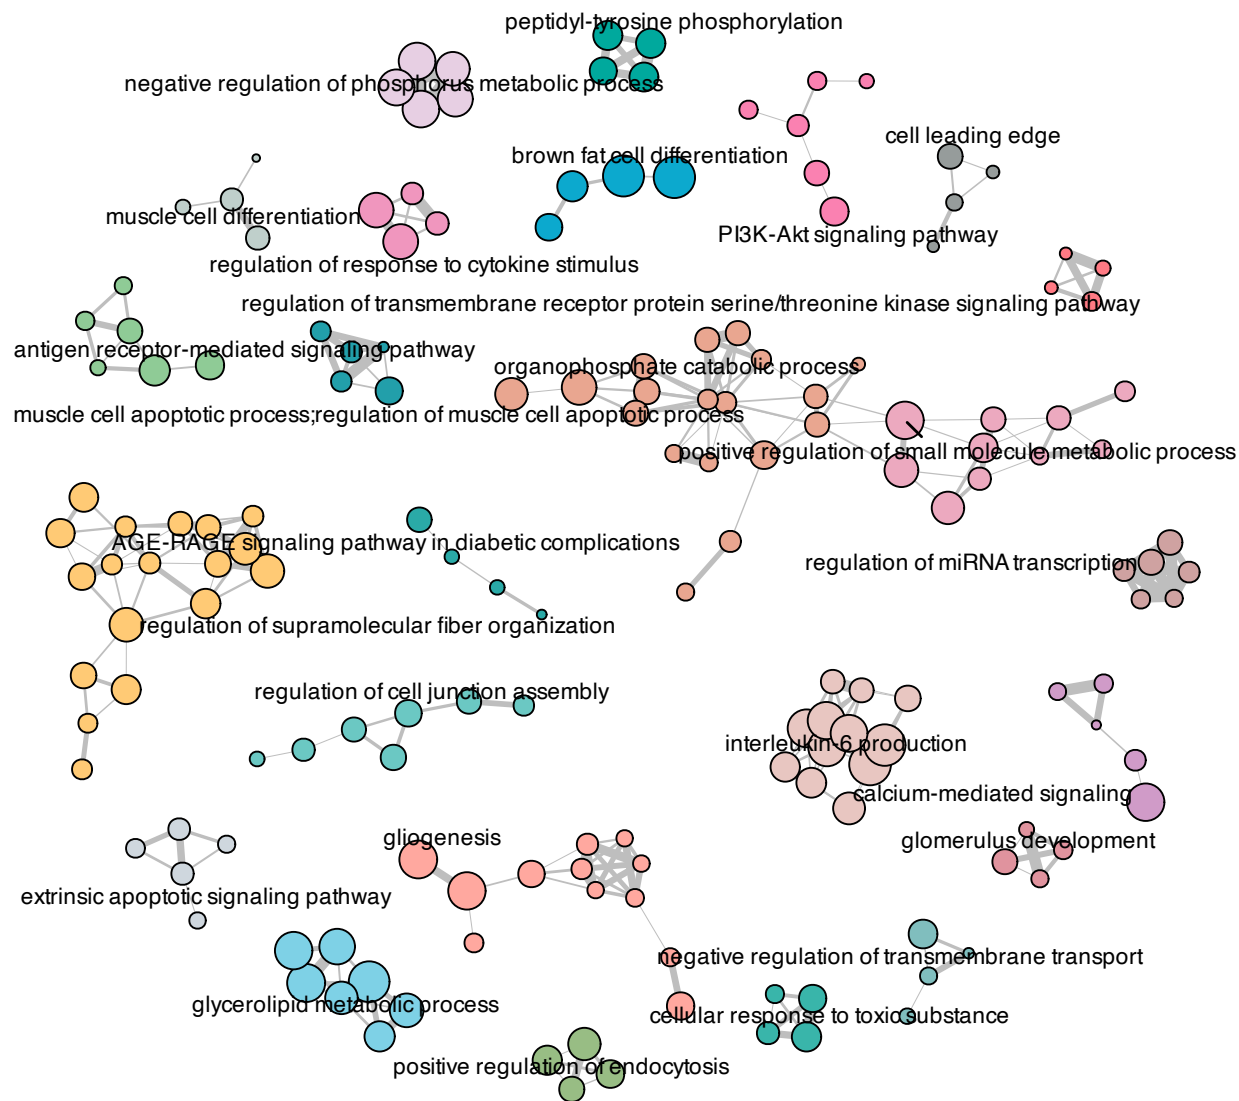 peptidyl-tyrosine phosphorylation
negative regulation of phosphorus metabolic process
cell leading edge
brown fat cell differentiation
muscle cell differentiation
PI3K-Akt signaling pathway
regulation of response to cytokine stimulus
regulation of transmembrane receptor protein serine/threonine kinase signaling pathway
antigen receptor-mediated signaling pathway
organophosphate catabolic process
muscle cell apoptotic process;regulation of muscle cell apoptotic process
positive regulation of small molecule metabolic process
AGE-RAGE signaling pathway in diabetic complications
regulation of miRNA transcription
regulation of supramolecular fiber organization
regulation of cell junction assembly
interleukin-6 production
calcium-mediated signaling
gliogenesis
glomerulus development
extrinsic apoptotic signaling pathway
negative regulation of transmembrane transport
glycerolipid metabolic process
cellular response to toxic substance
positive regulation of endocytosis